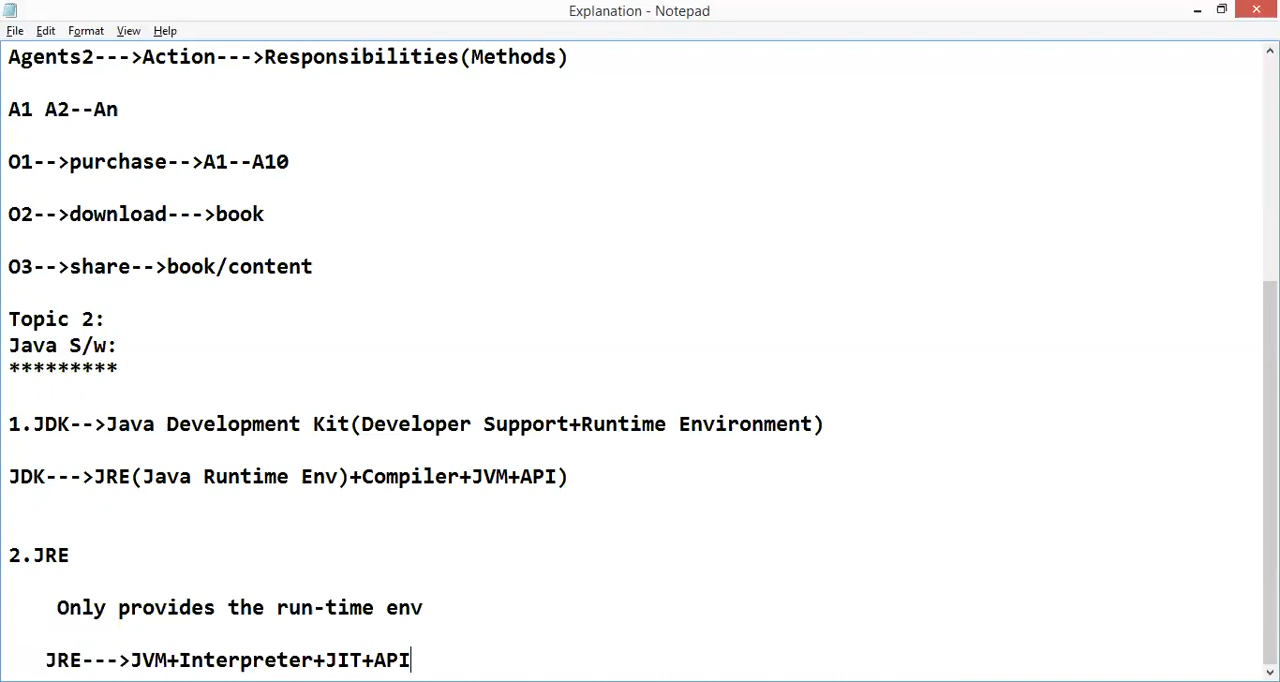 Explanation - Notepad
File Edit Format View Help
Agents2--->Action--->Responsibilities(Methods)
A1 A2--An
O1-->purchase-->A1--A10
O2-->download--->book
O3-->share-->book/content
Topic 2:
Java S/w:
*********
1.JDK-->Java Development Kit(Developer Support+Runtime Environment)
JDK--->JRE(Java Runtime Env)+Compiler+JVM+API)
2.JRE
Only provides the run-time env
JRE--->JVM+Interpreter+JIT+API